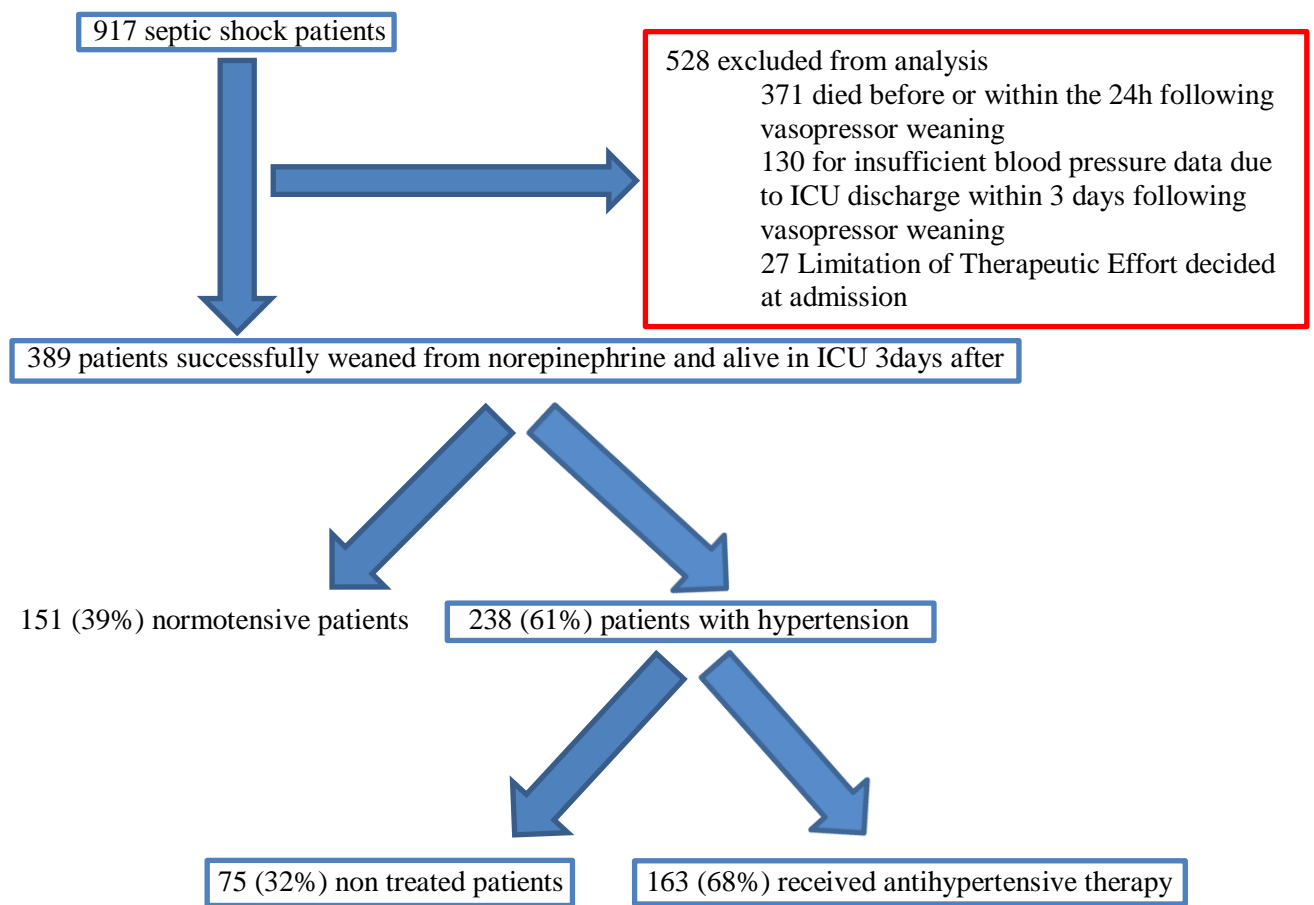 917 septic shock patients
528 excluded from analysis
371 died before or within the 24h following
vasopressor weaning
130 for insufficient blood pressure data due
to ICU discharge within 3 days following
vasopressor weaning
27 Limitation of Therapeutic Effort decided
at admission
389 patients successfully weaned from norepinephrine and alive in ICU 3days after
151 (39%) normotensive patients
238 (61%) patients with hypertension
75 (32%) non treated patients
163 (68%) received antihypertensive therapy